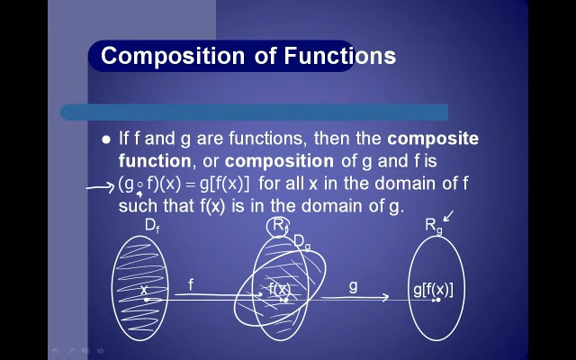 Composition of Functions
● If f and g are functions, then the composite
function, or composition of g and f is
(g ∘ f)(x) = g[f(x)] for all x in the domain of f
such that f(x) is in the domain of g.
D_f R_f D_g R_g
x f f(x) g g[f(x)]